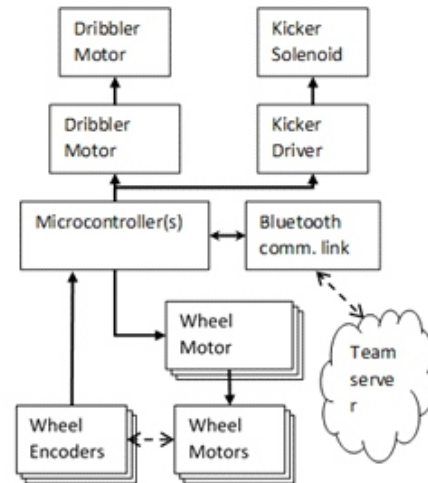 Dribbler
Motor
Kicker
Solenoid
Dribbler
Motor
Kicker
Driver
Microcontroller(s)
Bluetooth
comm. link
Wheel
Motor
Team
serve
r
Wheel
Encoders
Wheel
Motors